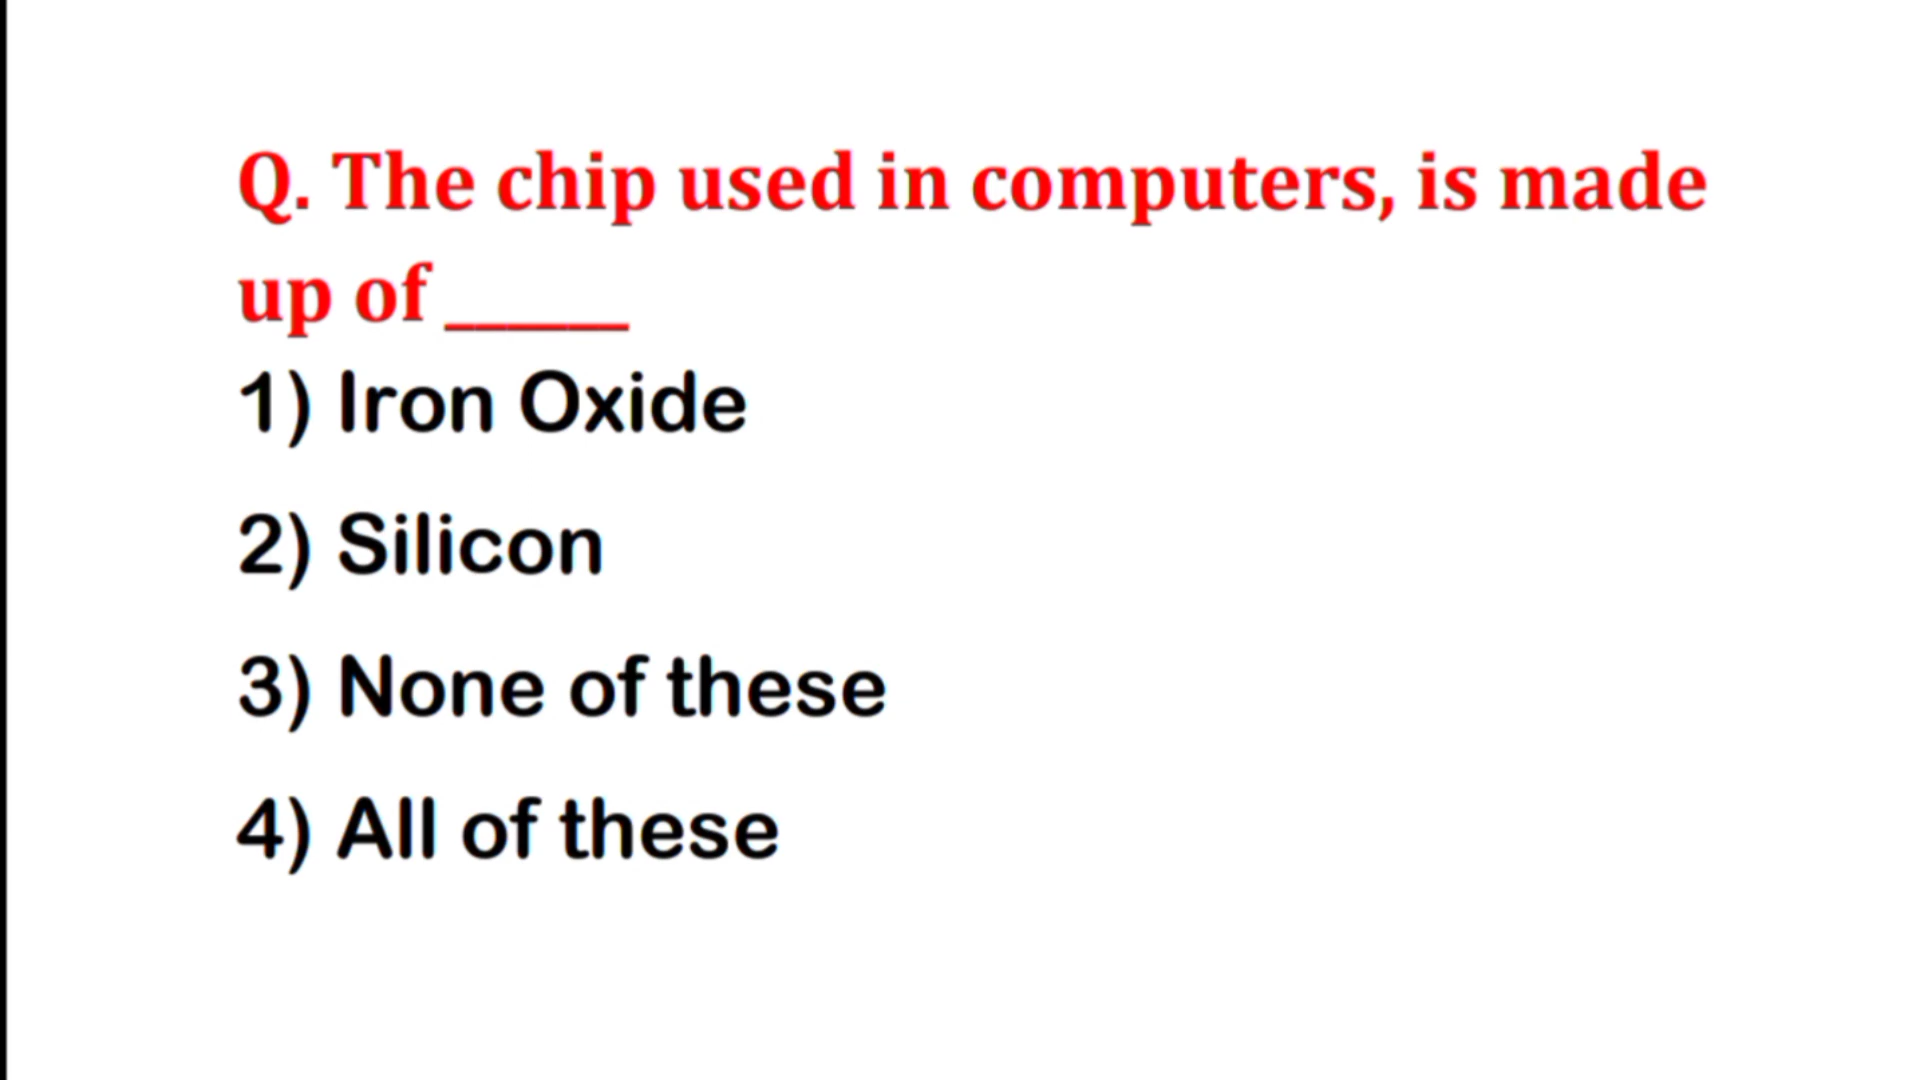 Q. The chip used in computers, is made
up of ______
1) Iron Oxide
2) Silicon
3) None of these
4) All of these